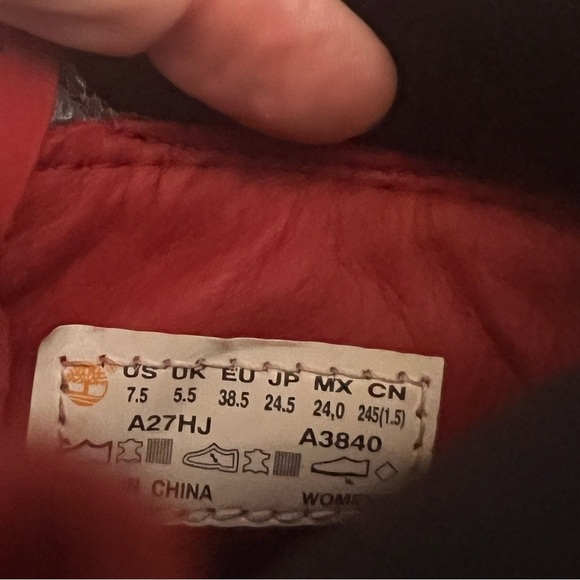 US UK EU JP MX CN
7.5 5.5 38.5 24.5 24,0 245(1.5)
A27HJ A3840
CHINA